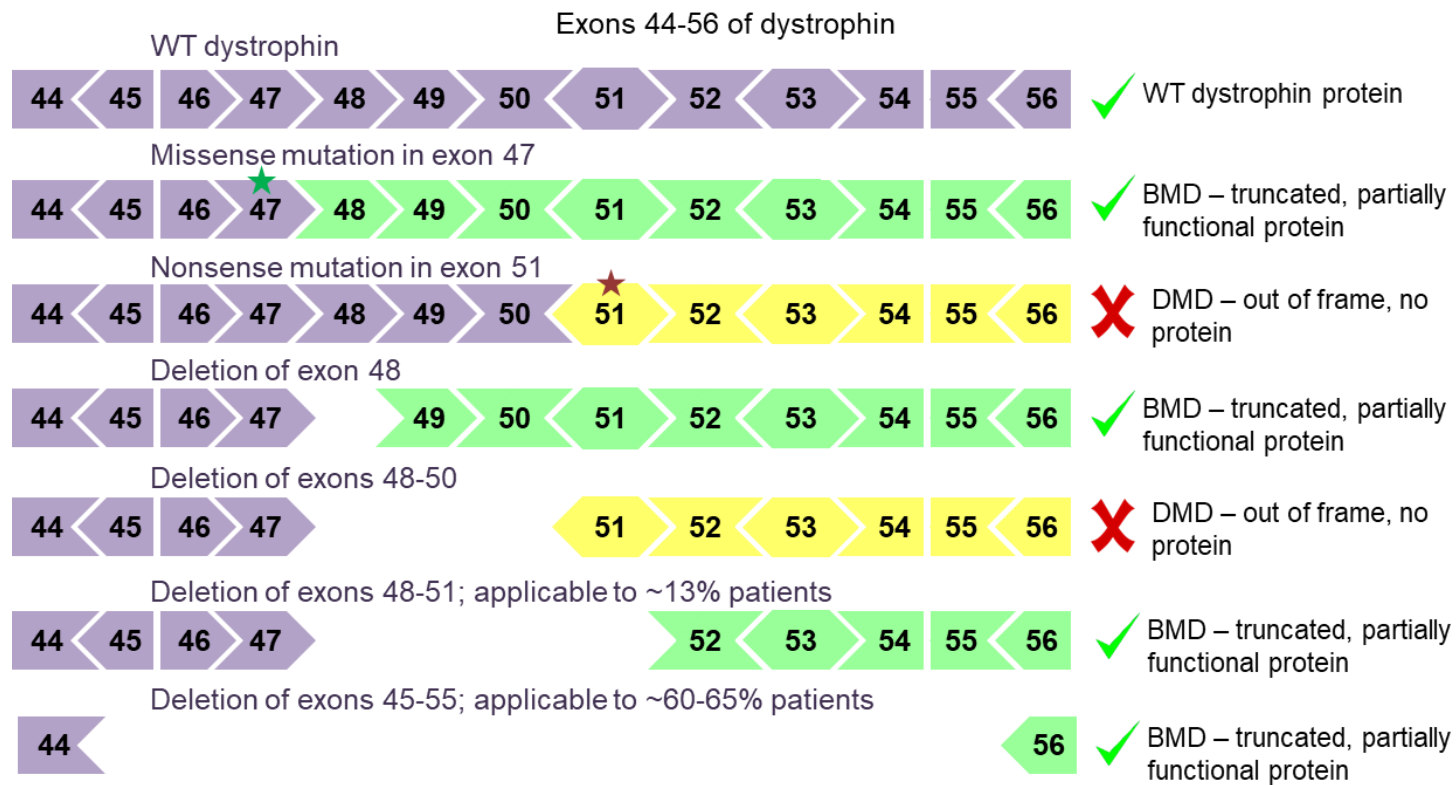 Exons 44-56 of dystrophin
WT dystrophin
44 45 46 47 48 49 50 51 52 53 54 55 56
WT dystrophin protein
Missense mutation in exon 47
44 45 46 47 48 49 50 51 52 53 54 55 56
BMD – truncated, partially
functional protein
Nonsense mutation in exon 51
44 45 46 47 48 49 50 51 52 53 54 55 56
DMD – out of frame, no
protein
Deletion of exon 48
44 45 46 47 49 50 51 52 53 54 55 56
BMD – truncated, partially
functional protein
Deletion of exons 48-50
44 45 46 47 51 52 53 54 55 56
DMD – out of frame, no
protein
Deletion of exons 48-51; applicable to ~13% patients
44 45 46 47 52 53 54 55 56
BMD – truncated, partially
functional protein
Deletion of exons 45-55; applicable to ~60-65% patients
44 56
BMD – truncated, partially
functional protein